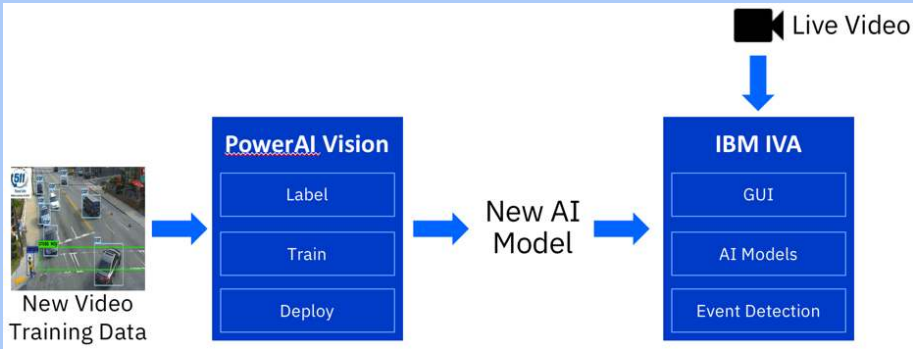 Live Video
PowerAI Vision
IBM IVA
511
Label
GUI
Train
New AI
Model
AI Models
Deploy
Event Detection
New Video
Training Data